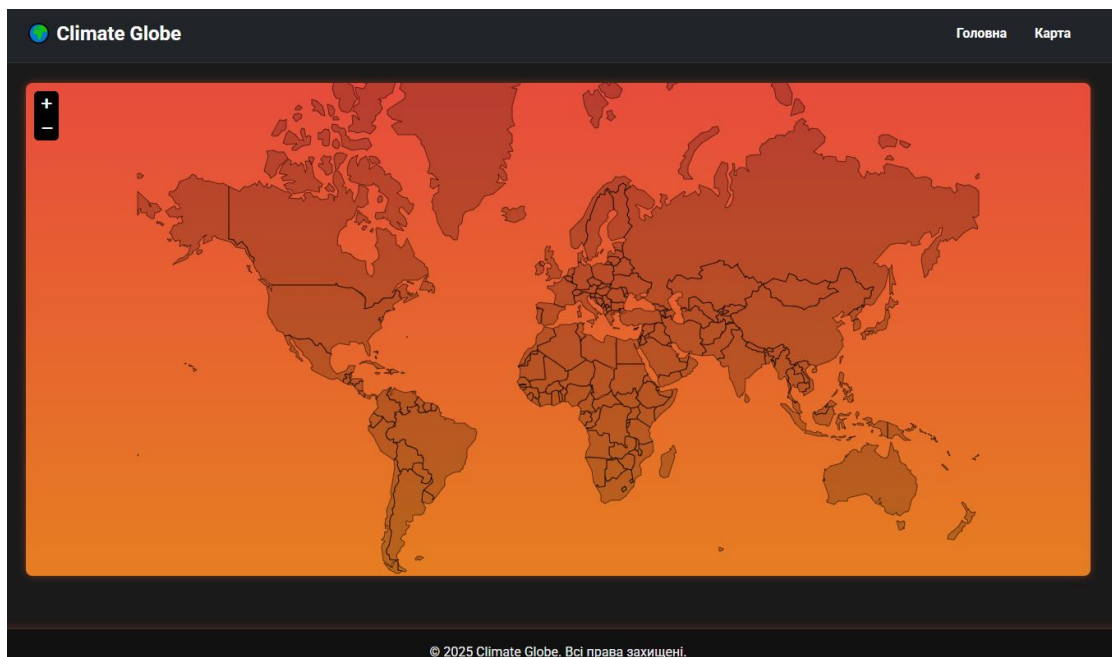 Climate Globe
Головна
Карта
+
−
© 2025 Climate Globe. Всі права захищені.